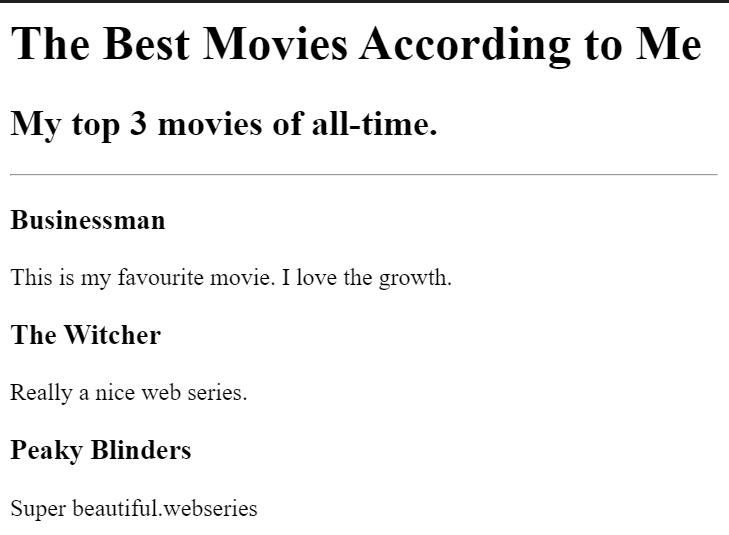 The Best Movies According to Me
My top 3 movies of all-time.
Businessman
This is my favourite movie. I love the growth.
The Witcher
Really a nice web series.
Peaky Blinders
Super beautiful.webseries